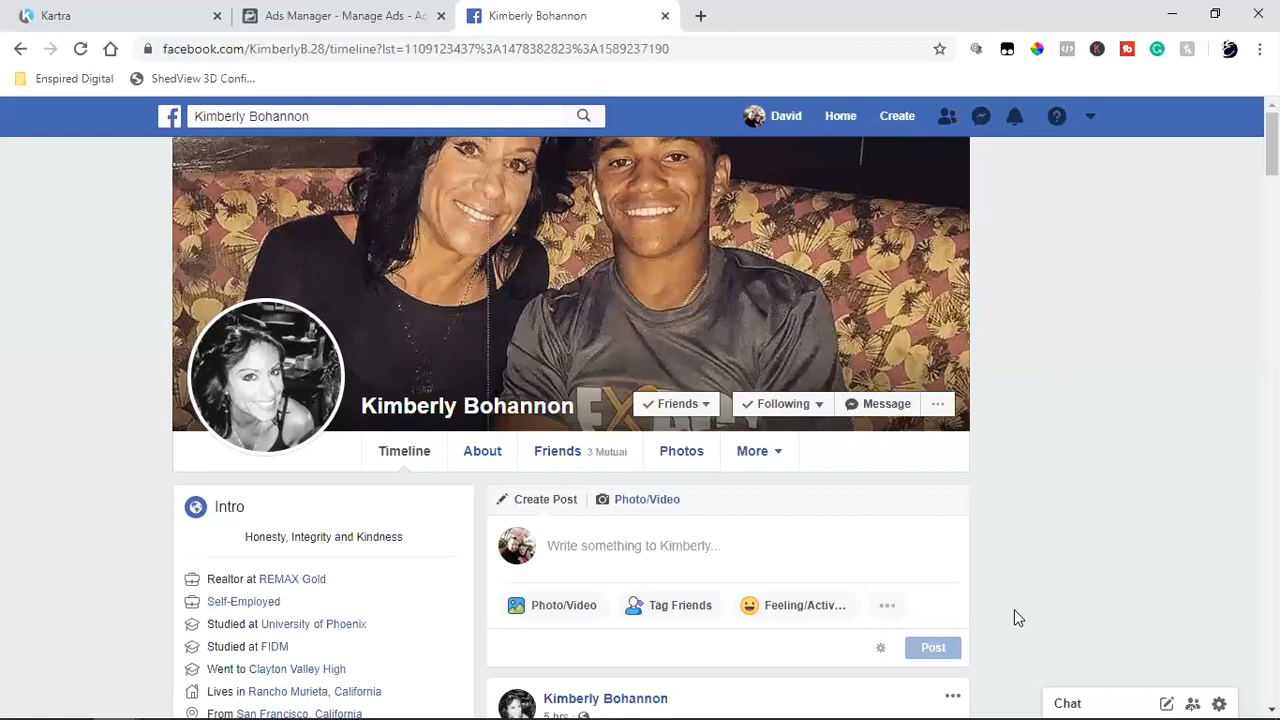 Kartra
Ads Manager - Manage Ads - Ad
Kimberly Bohannon
facebook.com/KimberlyB.28/timeline?lst=1109123437%3A1478382823%3A1589237190
Enspired Digital
ShedView 3D Confi...
Kimberly Bohannon
David
Home
Create
Kimberly Bohannon
Friends
Following
Message
Timeline
About
Friends 3 Mutual
Photos
More
Intro
Honesty, Integrity and Kindness
Realtor at REMAX Gold
Self-Employed
Studied at University of Phoenix
Studied at FIDM
Went to Clayton Valley High
Lives in Rancho Murieta, California
From San Francisco, California
Create Post
Photo/Video
Write something to Kimberly...
Photo/Video
Tag Friends
Feeling/Activ...
Post
Kimberly Bohannon
5 hrs
Chat